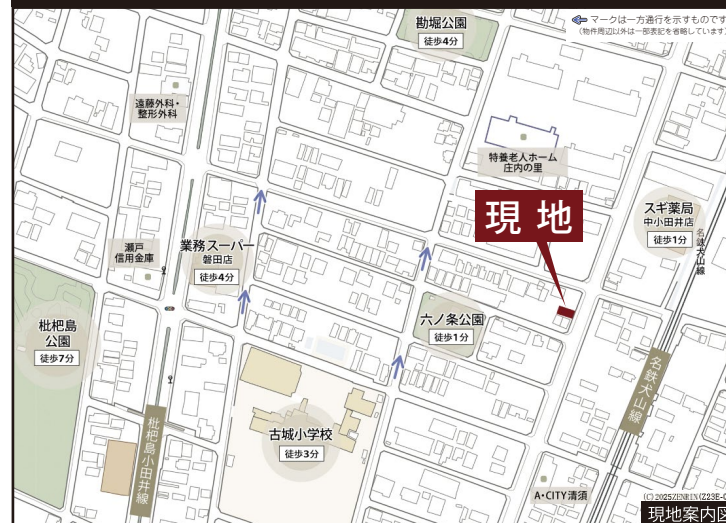 勘堀公園
徒歩4分
マークは一方通行を示すものです
(物件周辺以外は一部表記を省略しています)
遠藤外科・
整形外科
特養老人ホーム
庄内の里
現 地
スギ薬局
中小田井店
徒歩1分
名鉄犬山線
瀬戸
信用金庫
業務スーパー
磐田店
徒歩4分
枇杷島
公園
徒歩7分
六ノ条公園
徒歩1分
名鉄犬山線
古城小学校
徒歩3分
枇杷島小田井線
A・CITY清須
(C)2025ZENRIN(Z23E-
現地案内図